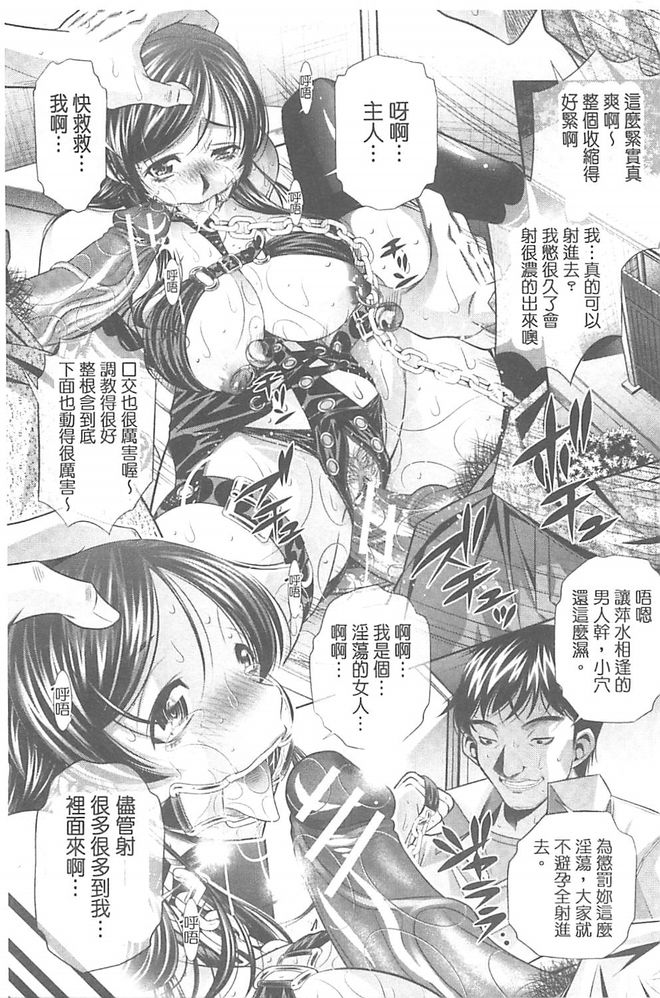 這麼緊實真
爽啊～
整個收縮得
好緊啊
我…真的可以
射進去？
我憋很久了會
射很濃的出來噢
呀啊…
主人…
快救救…
我啊…
呼唔
呼唔
呼唔
口交也很厲害喔～
調教得很好
整根含到底
下面也動得很厲害～
唔嗯
讓萍水相逢的
男人幹，小穴
還這麼濕。
為懲罰妳這麼
淫蕩，大家就
不避孕全射進
去。
啊啊…
我是個…
淫蕩的女人…
啊啊…
呼唔
呼唔
儘管射
很多很多到我…
裡面來啊…
呼唔